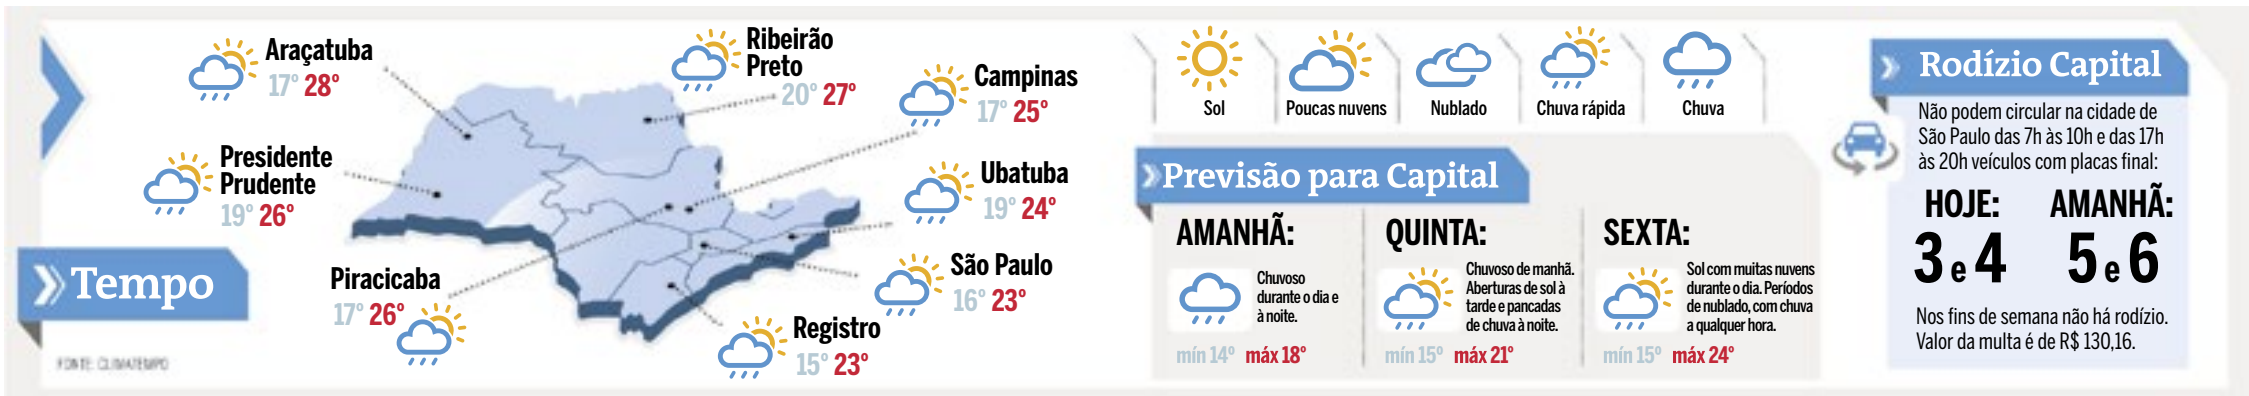 Tempo
FONTE: CLIMATEMPO
Araçatuba
17° 28°
Presidente
Prudente
19° 26°
Piracicaba
17° 26°
Ribeirão
Preto
20° 27°
Campinas
17° 25°
Ubatuba
19° 24°
São Paulo
16° 23°
Registro
15° 23°
Sol
Poucas nuvens
Nublado
Chuva rápida
Chuva
Previsão para Capital
AMANHÃ:
Chuvoso
durante o dia e
à noite.
mín 14° máx 18°
QUINTA:
Chuvoso de manhã.
Aberturas de sol à
tarde e pancadas
de chuva à noite.
mín 15° máx 21°
SEXTA:
Sol com muitas nuvens
durante o dia. Períodos
de nublado, com chuva
a qualquer hora.
mín 15° máx 24°
Rodízio Capital
Não podem circular na cidade de
São Paulo das 7h às 10h e das 17h
às 20h veículos com placas final:
HOJE:
3 e 4
AMANHÃ:
5 e 6
Nos fins de semana não há rodízio.
Valor da multa é de R$ 130,16.